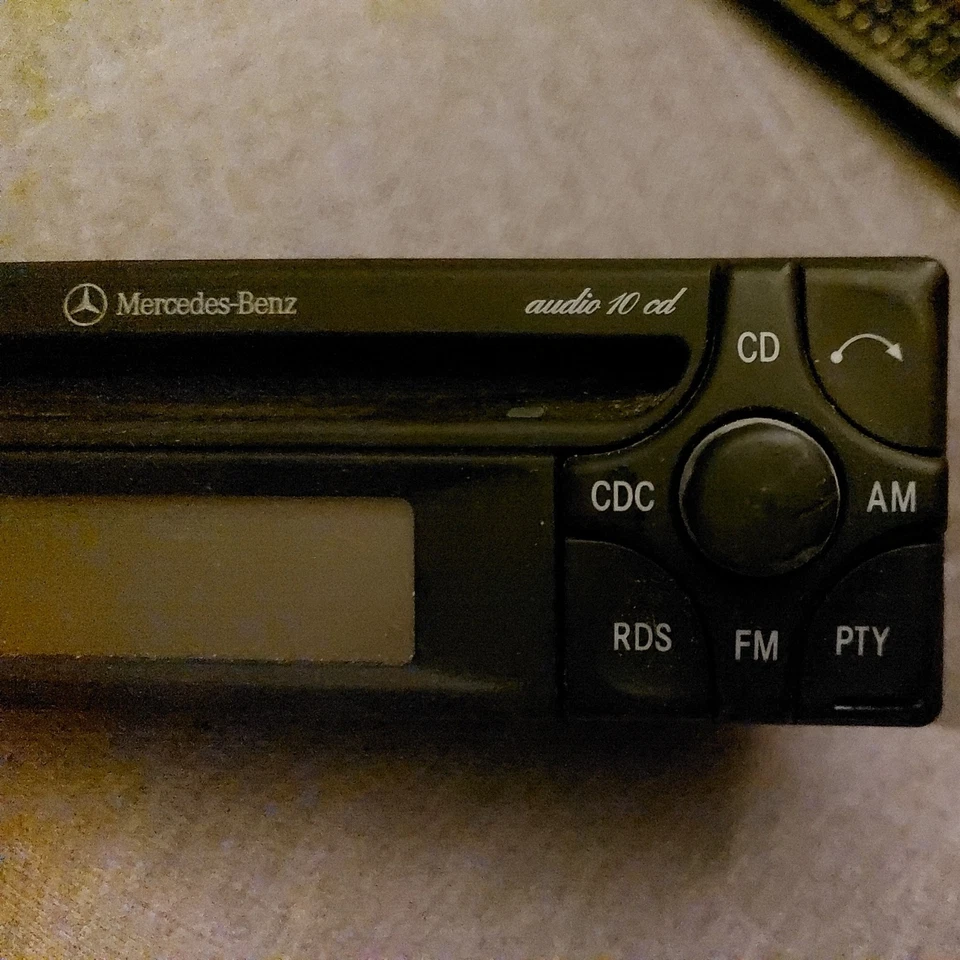 Mercedes-Benz
audio 10 cd
CD
CDC
AM
RDS
FM
PTY